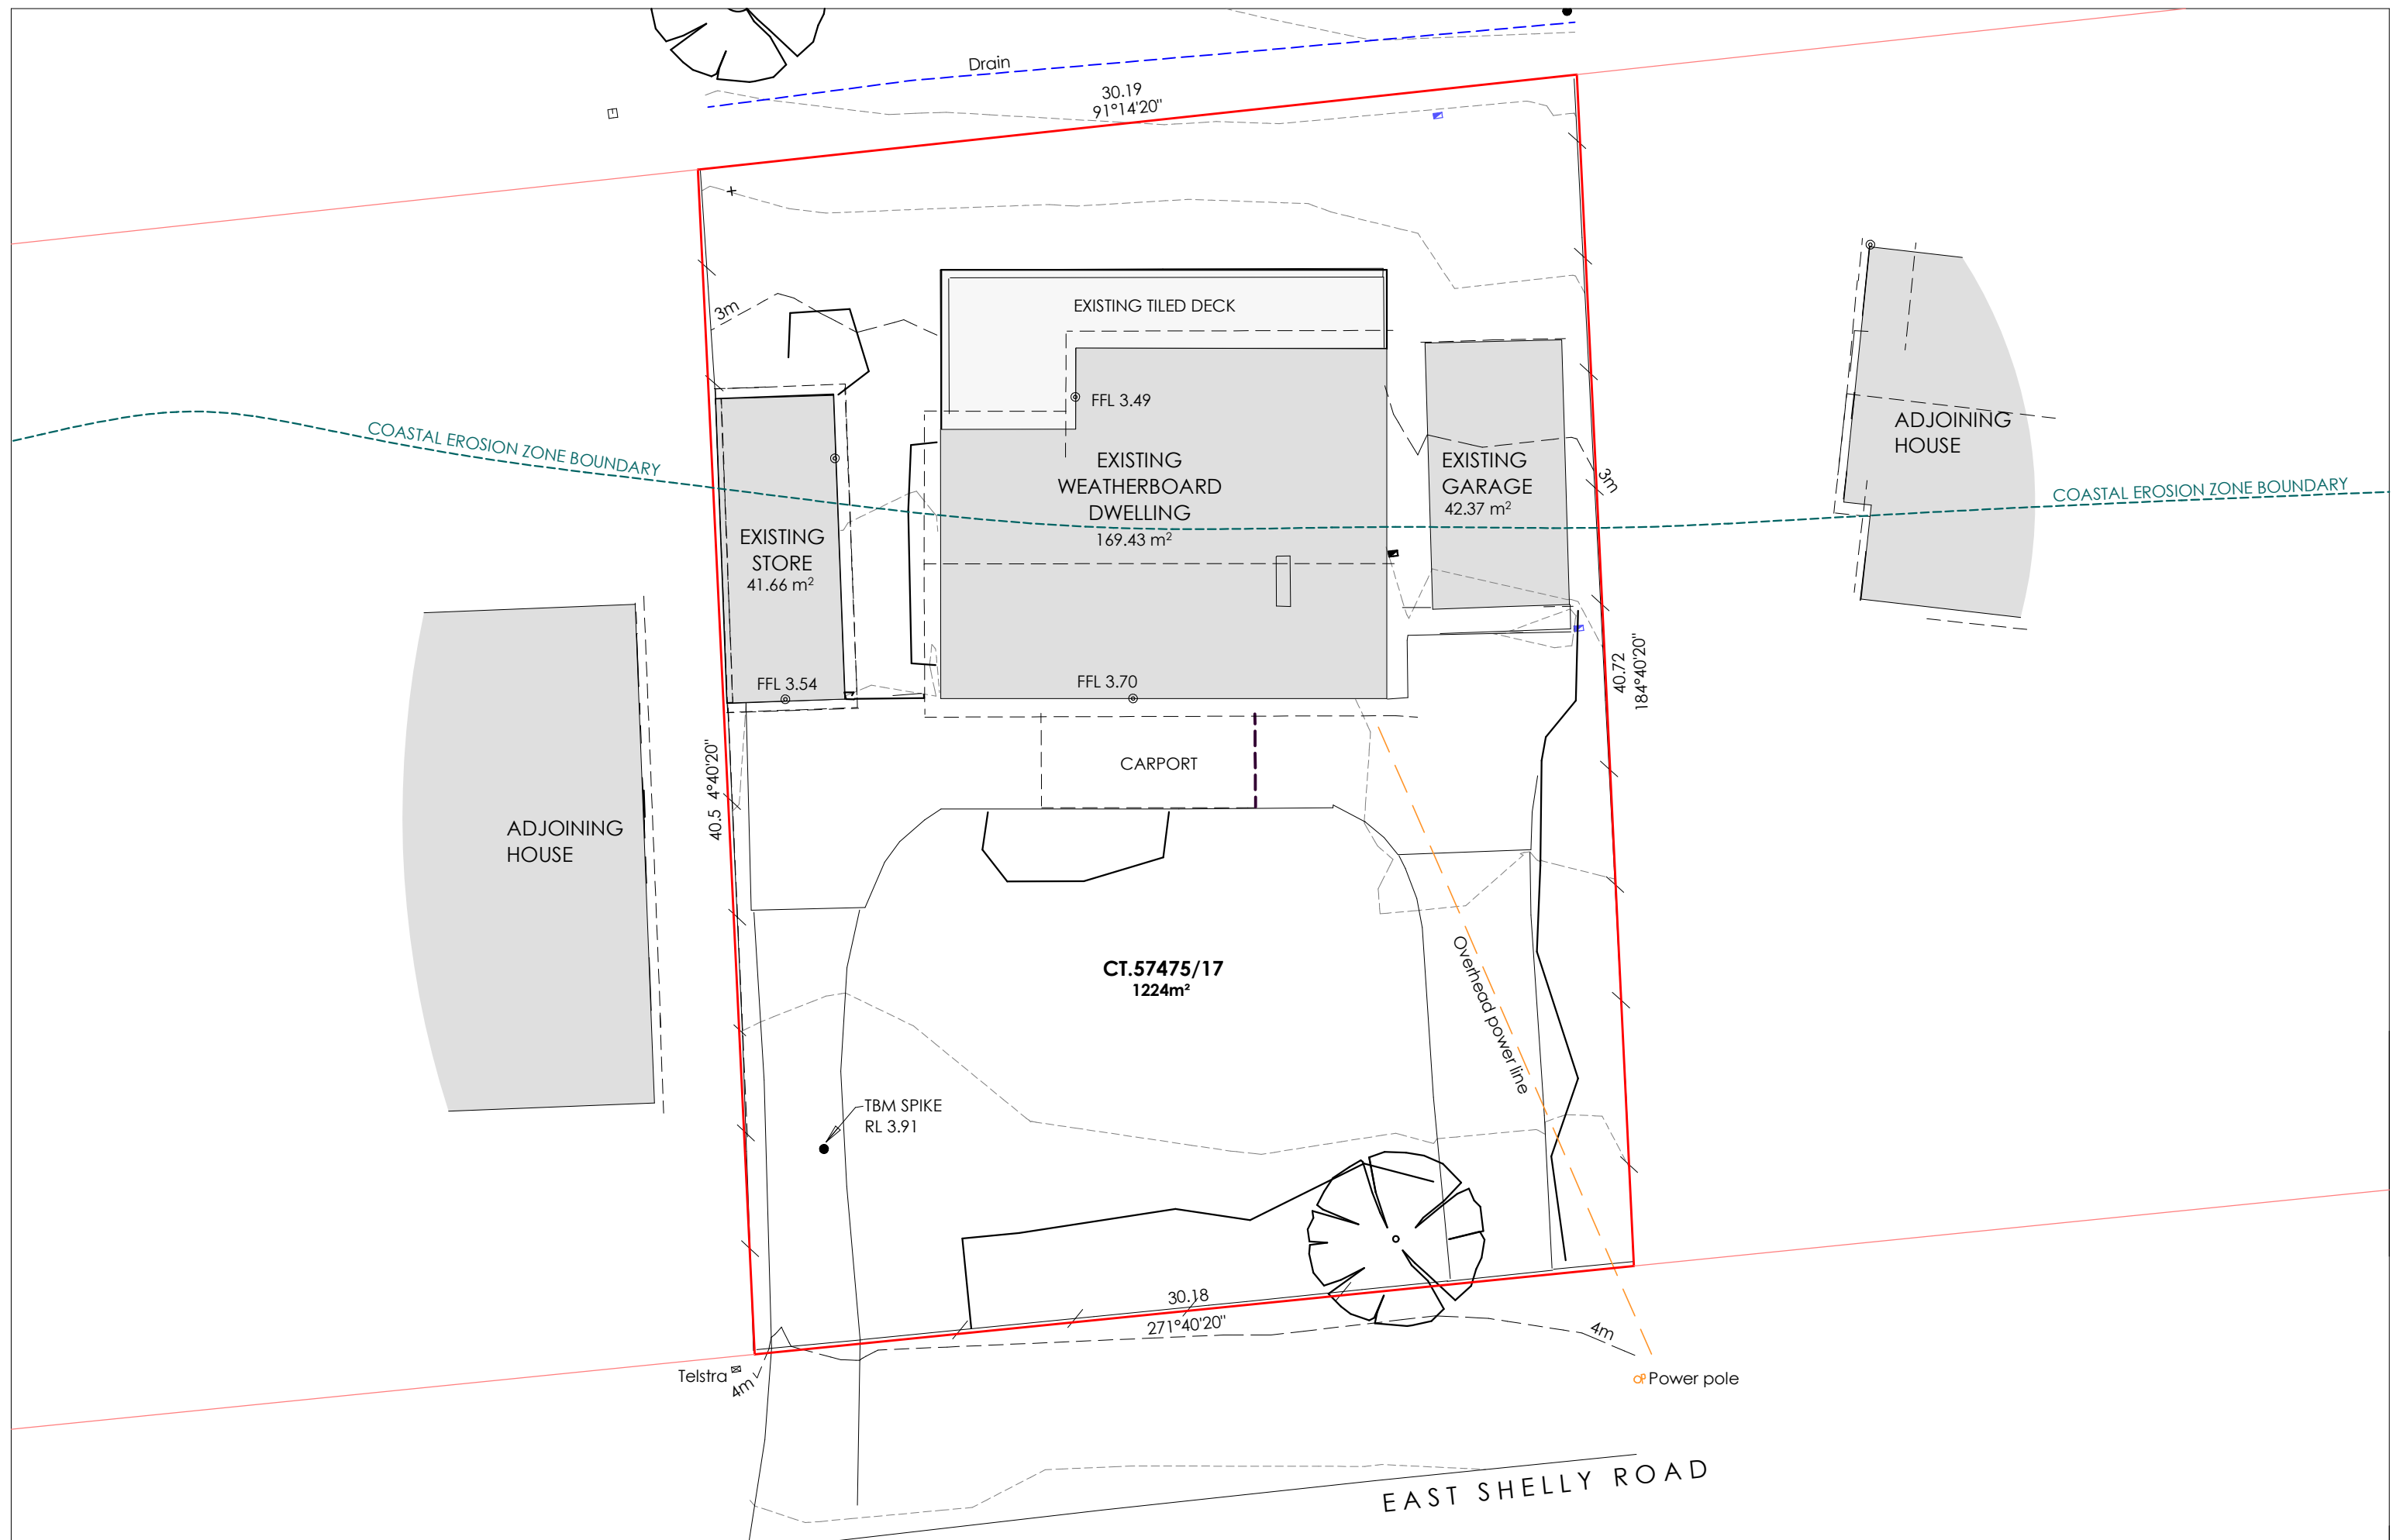 Drain
30.19
91°14'20"
3m
EXISTING TILED DECK
FFL 3.49
ADJOINING
HOUSE
COASTAL EROSION ZONE BOUNDARY
EXISTING
WEATHERBOARD
DWELLING
169.43 m²
EXISTING
GARAGE
42.37 m²
3m
COASTAL EROSION ZONE BOUNDARY
EXISTING
STORE
41.66 m²
FFL 3.54
FFL 3.70
40.72
184°40'20"
CARPORT
40.5 4°40'20"
ADJOINING
HOUSE
CT.57475/17
1224m²
Overhead power line
TBM SPIKE
RL 3.91
30.18
271°40'20"
4m
Telstra
4m
Power pole
EAST SHELLY ROAD